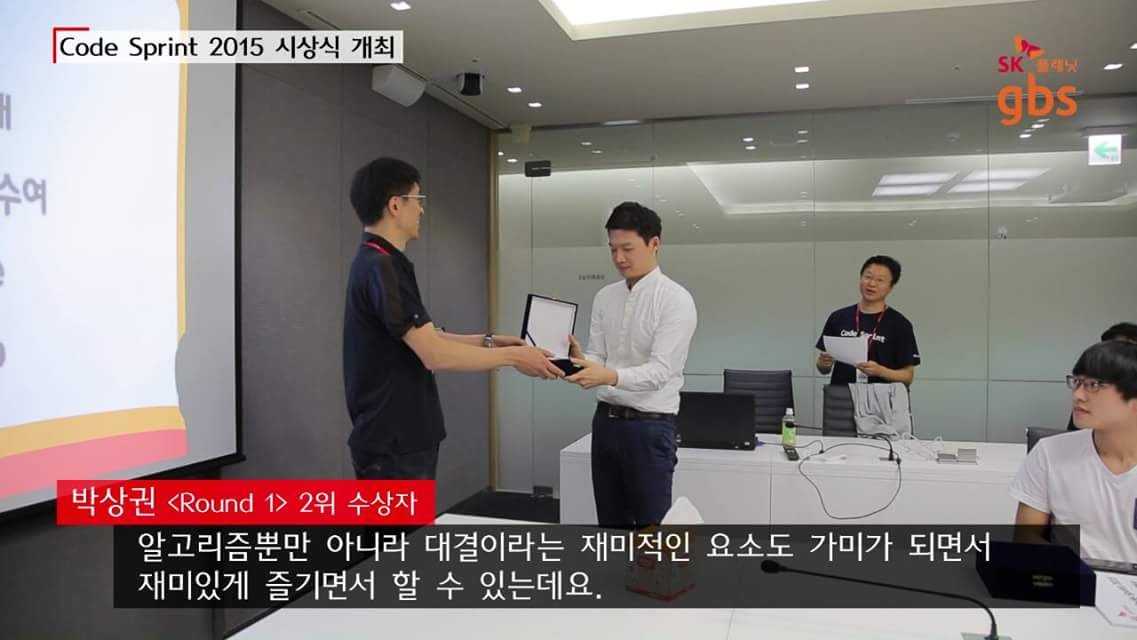 Code Sprint 2015 시상식 개최
SK 플래닛
gbs
수여
Code Sprint
박상권 <Round 1> 2위 수상자
알고리즘뿐만 아니라 대결이라는 재미적인 요소도 가미가 되면서
재미있게 즐기면서 할 수 있는데요.